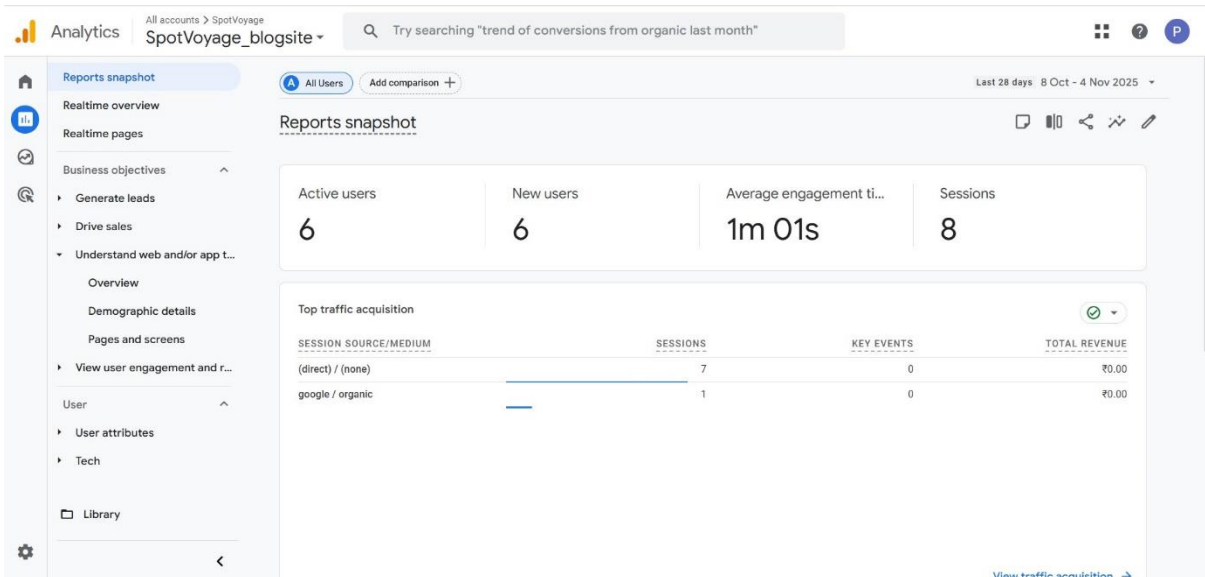 All accounts > SpotVoyage
Analytics
SpotVoyage_blogsite
Try searching "trend of conversions from organic last month"
P
Reports snapshot
Realtime overview
Realtime pages
Business objectives
Generate leads
Drive sales
Understand web and/or app t...
Overview
Demographic details
Pages and screens
View user engagement and r...
User
User attributes
Tech
Library
A All Users
Add comparison +
Last 28 days 8 Oct - 4 Nov 2025
Reports snapshot
Active users
6
New users
6
Average engagement ti...
1m 01s
Sessions
8
Top traffic acquisition
SESSION SOURCE/MEDIUM SESSIONS KEY EVENTS TOTAL REVENUE
(direct) / (none) 7 0 ₹0.00
google / organic 1 0 ₹0.00
View traffic acquisition →